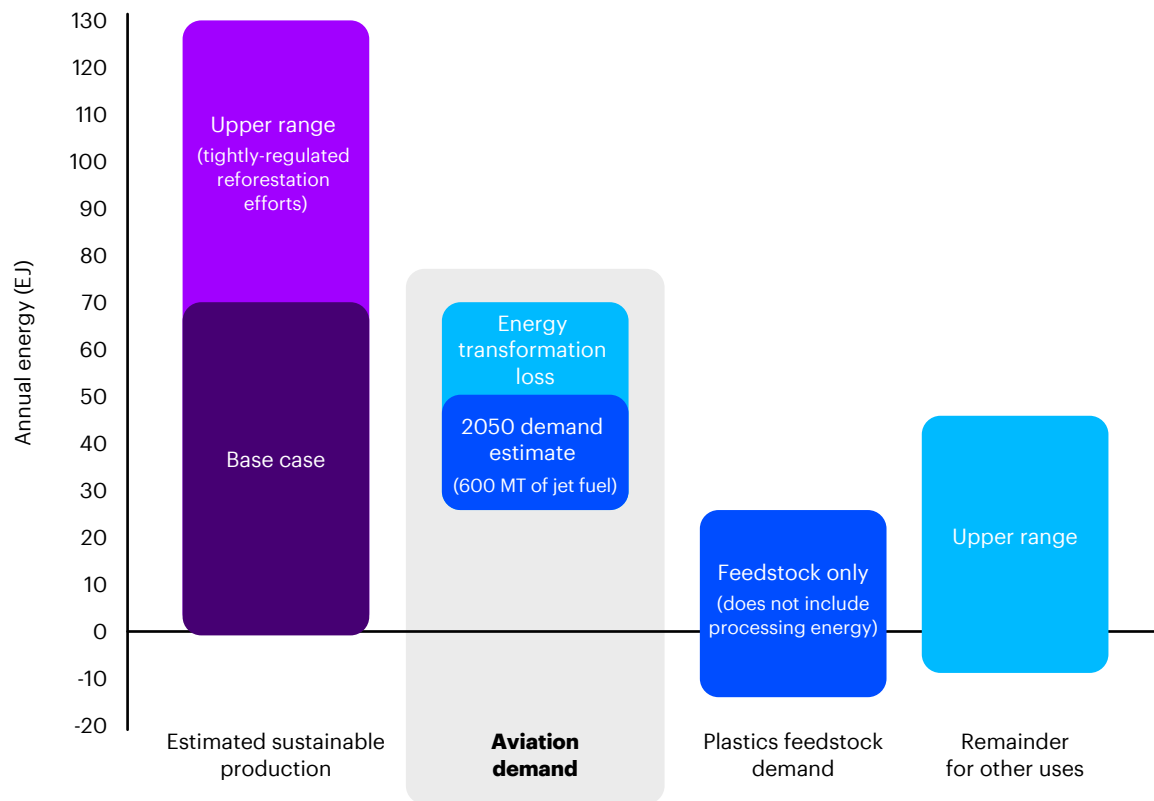 Annual energy (EJ)
130
120
110
100
90
80
70
60
50
40
30
20
10
0
-10
-20
Upper range
(tightly-regulated
reforestation
efforts)
Base case
Energy
transformation
loss
2050 demand
estimate
(600 MT of jet fuel)
Feedstock only
(does not include
processing energy)
Upper range
Estimated sustainable
production
Aviation
demand
Plastics feedstock
demand
Remainder
for other uses